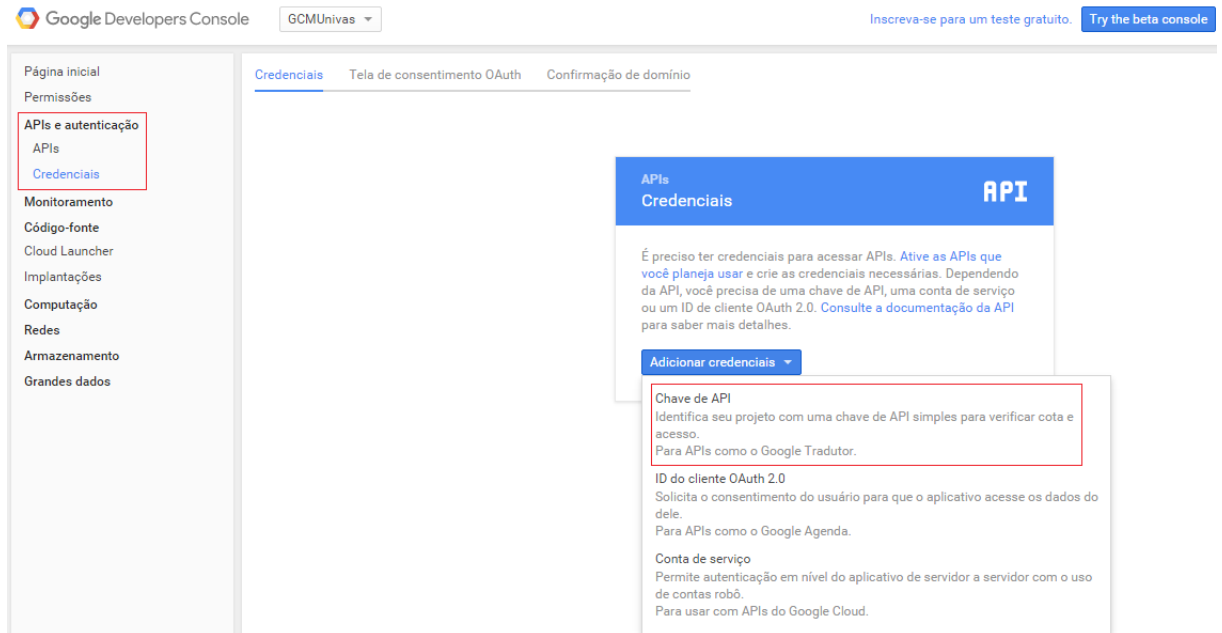 Google Developers Console
GCMUnivas
Inscreva-se para um teste gratuito.
Try the beta console
Página inicial
Permissões
APIs e autenticação
APIs
Credenciais
Monitoramento
Código-fonte
Cloud Launcher
Implantações
Computação
Redes
Armazenamento
Grandes dados
Credenciais
Tela de consentimento OAuth
Confirmação de domínio
APIs
Credenciais
API
É preciso ter credenciais para acessar APIs. Ative as APIs que
você planeja usar e crie as credenciais necessárias. Dependendo
da API, você precisa de uma chave de API, uma conta de serviço
ou um ID de cliente OAuth 2.0. Consulte a documentação da API
para saber mais detalhes.
Adicionar credenciais
Chave de API
Identifica seu projeto com uma chave de API simples para verificar cota e
acesso.
Para APIs como o Google Tradutor.
ID do cliente OAuth 2.0
Solicita o consentimento do usuário para que o aplicativo acesse os dados do
dele.
Para APIs como o Google Agenda.
Conta de serviço
Permite autenticação em nível do aplicativo de servidor a servidor com o uso
de contas robô.
Para usar com APIs do Google Cloud.